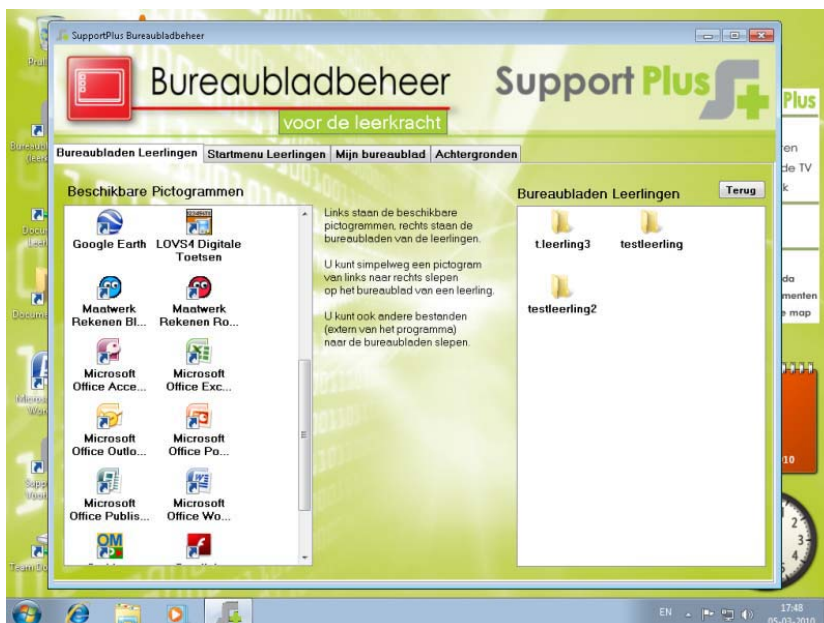 SupportPlus Bureaubladbeheer
Bureaubladbeheer
voor de leerkracht
Support Plus
Bureaubladen Leerlingen
Startmenu Leerlingen
Mijn bureaublad
Achtergronden
Beschikbare Pictogrammen
Google Earth
LOVS4 Digitale
Toetsen
Maatwerk
Rekenen Bl...
Maatwerk
Rekenen Ro...
Microsoft
Office Acce...
Microsoft
Office Exc...
Microsoft
Office Outlo...
Microsoft
Office Po...
Microsoft
Office Publis...
Microsoft
Office Wo...
Links staan de beschikbare
pictogrammen, rechts staan de
bureaubladen van de leerlingen.
U kunt simpelweg een pictogram
van links naar rechts slepen
op het bureaublad van een leerling.
U kunt ook andere bestanden
(extern van het programma)
naar de bureaubladen slepen.
Bureaubladen Leerlingen
Terug
t.leerling3
testleerling
testleerling2
Plus
de TV
EN
17:48
05-03-2010